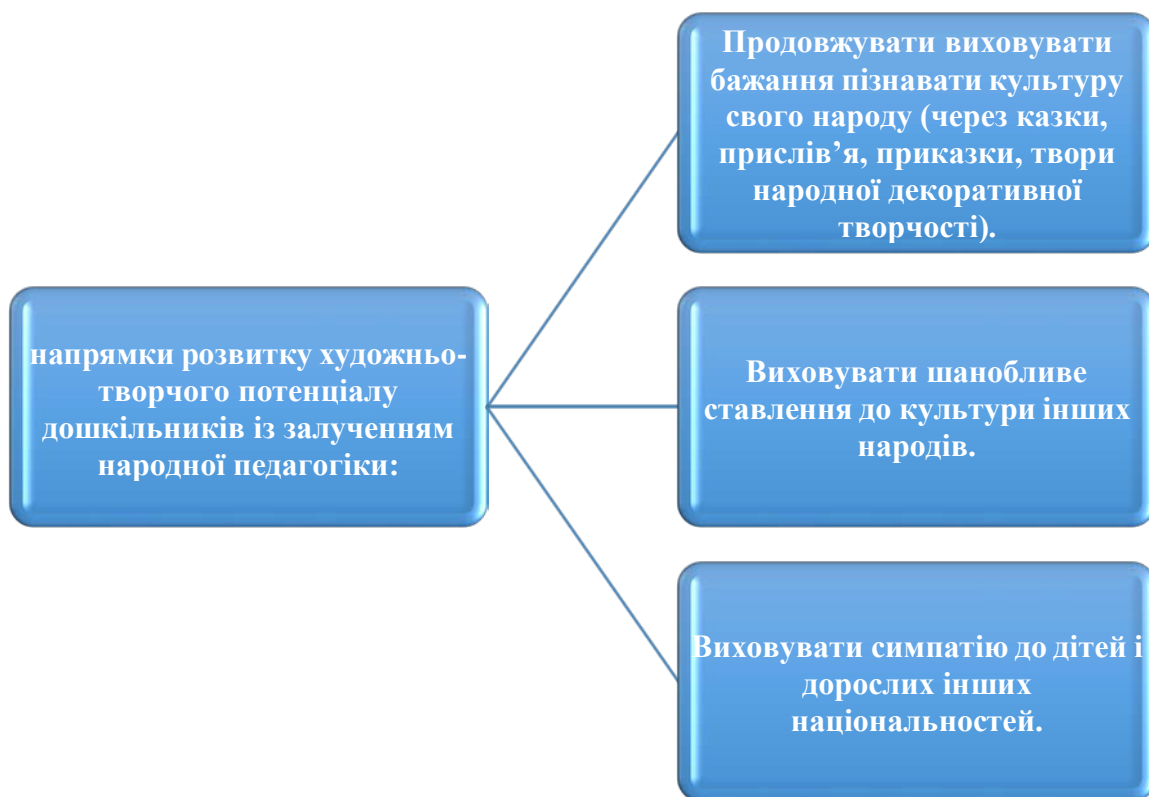 напрямки розвитку художньо-
творчого потенціалу
дошкільників із залученням
народної педагогіки:
Продовжувати виховувати
бажання пізнавати культуру
свого народу (через казки,
прислів’я, приказки, твори
народної декоративної
творчості).
Виховувати шанобливе
ставлення до культури інших
народів.
Виховувати симпатію до дітей і
дорослих інших
національностей.